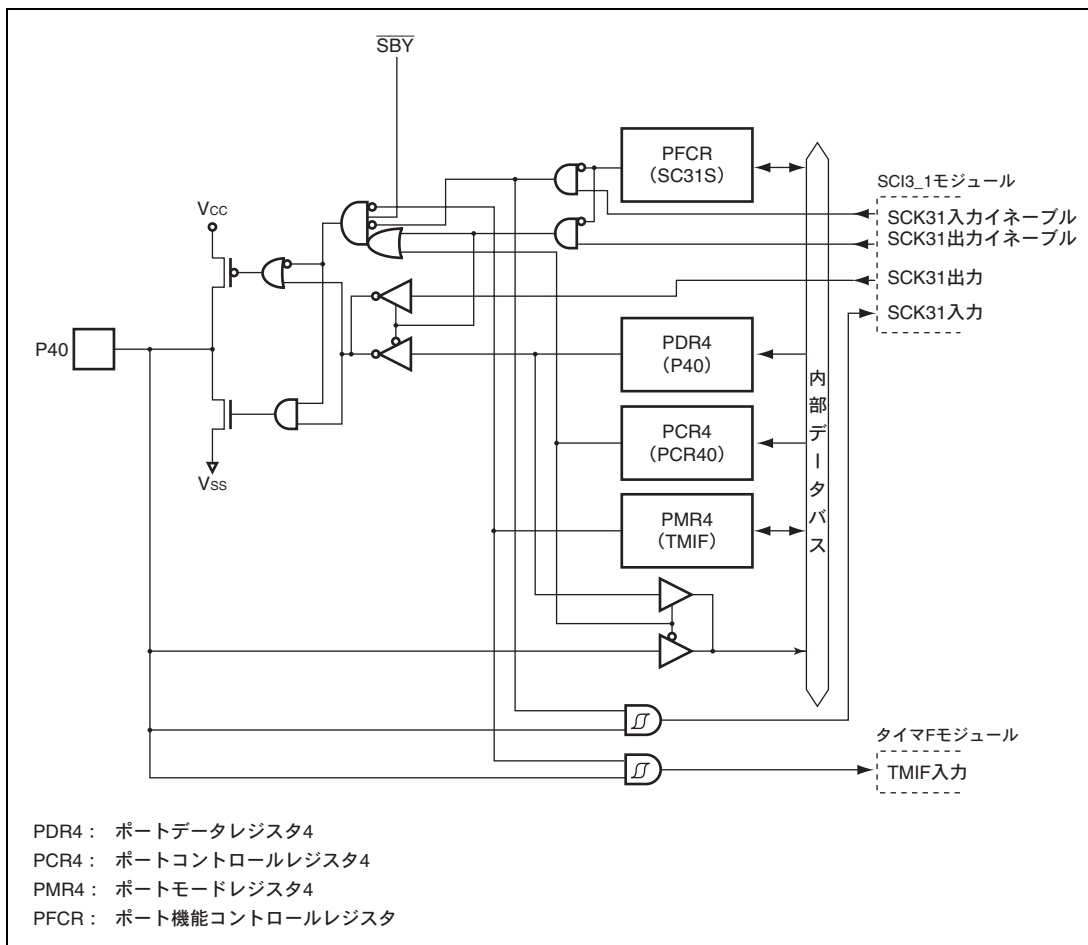 SBY
PFCR
(SC31S)
SCI3_1モジュール
SCK31入力イネーブル
SCK31出力イネーブル
SCK31出力
SCK31入力
VCC
P40
VSS
PDR4
(P40)
PCR4
(PCR40)
PMR4
(TMIF)
内部データバス
タイマFモジュール
TMIF入力
PDR4： ポートデータレジスタ4
PCR4： ポートコントロールレジスタ4
PMR4： ポートモードレジスタ4
PFCR： ポート機能コントロールレジスタ